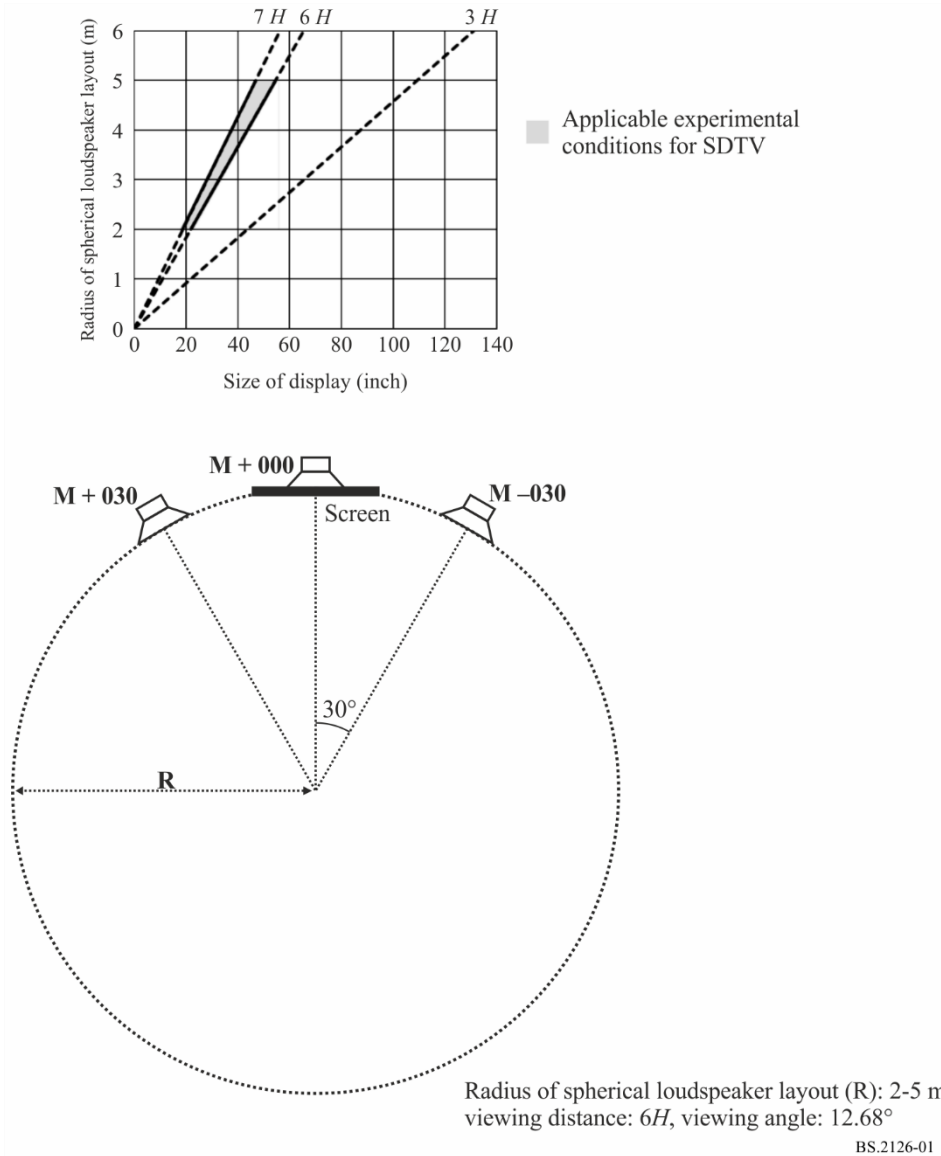 7 H 6 H 3 H
Radius of spherical loudspeaker layout (m)
6
5
4
3
2
1
0
0 20 40 60 80 100 120 140
Size of display (inch)
Applicable experimental
conditions for SDTV
M + 000
M + 030
M –030
Screen
30°
R
Radius of spherical loudspeaker layout (R): 2-5 m
viewing distance: 6H, viewing angle: 12.68°
BS.2126-01